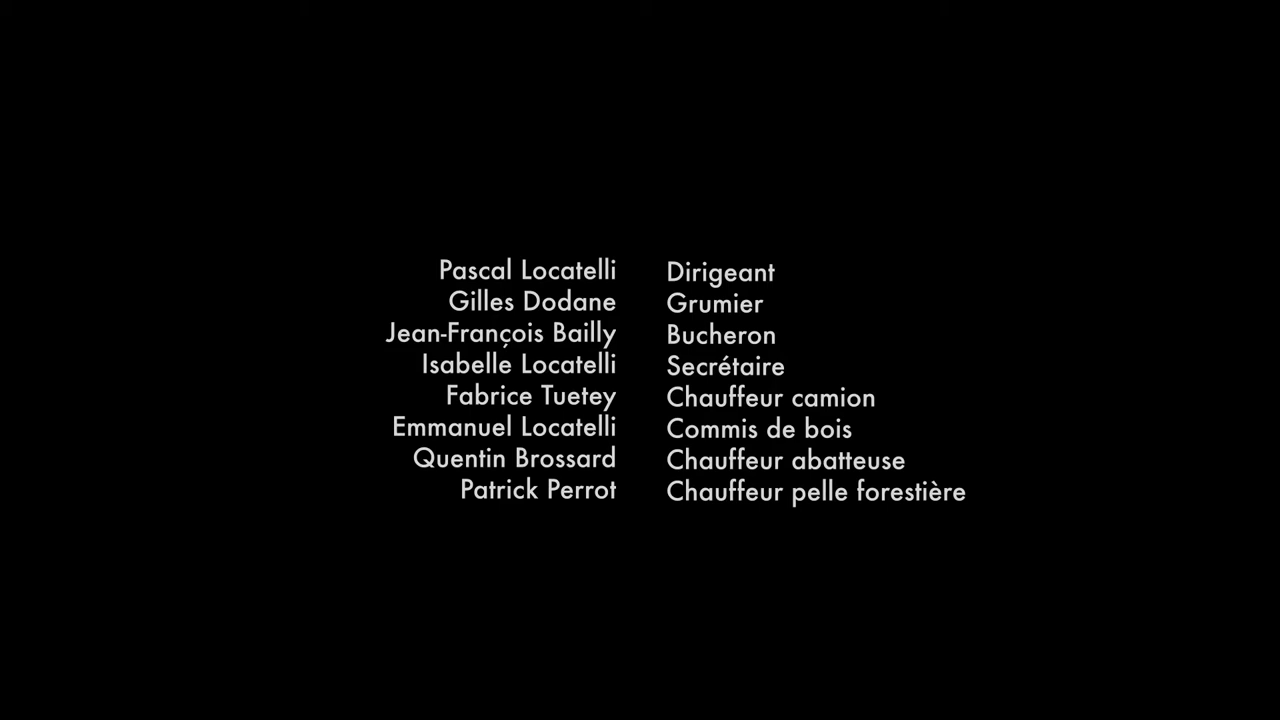 Pascal Locatelli Dirigeant
Gilles Dodane Grumier
Jean-François Bailly Bucheron
Isabelle Locatelli Secrétaire
Fabrice Tuetey Chauffeur camion
Emmanuel Locatelli Commis de bois
Quentin Brossard Chauffeur abatteuse
Patrick Perrot Chauffeur pelle forestière